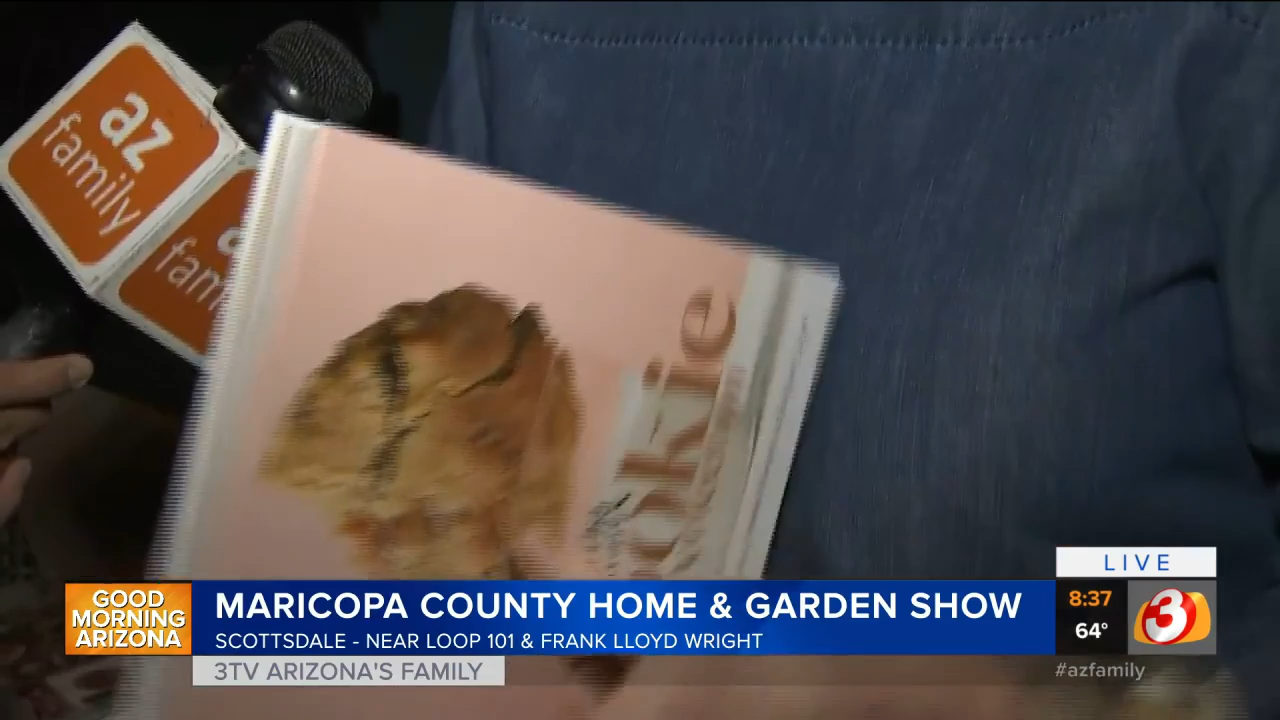 az
family
fam
okie
LIVE
GOOD
MORNING
ARIZONA
MARICOPA COUNTY HOME & GARDEN SHOW
SCOTTSDALE - NEAR LOOP 101 & FRANK LLOYD WRIGHT
8:37
64°
3
3TV ARIZONA'S FAMILY
#azfamily